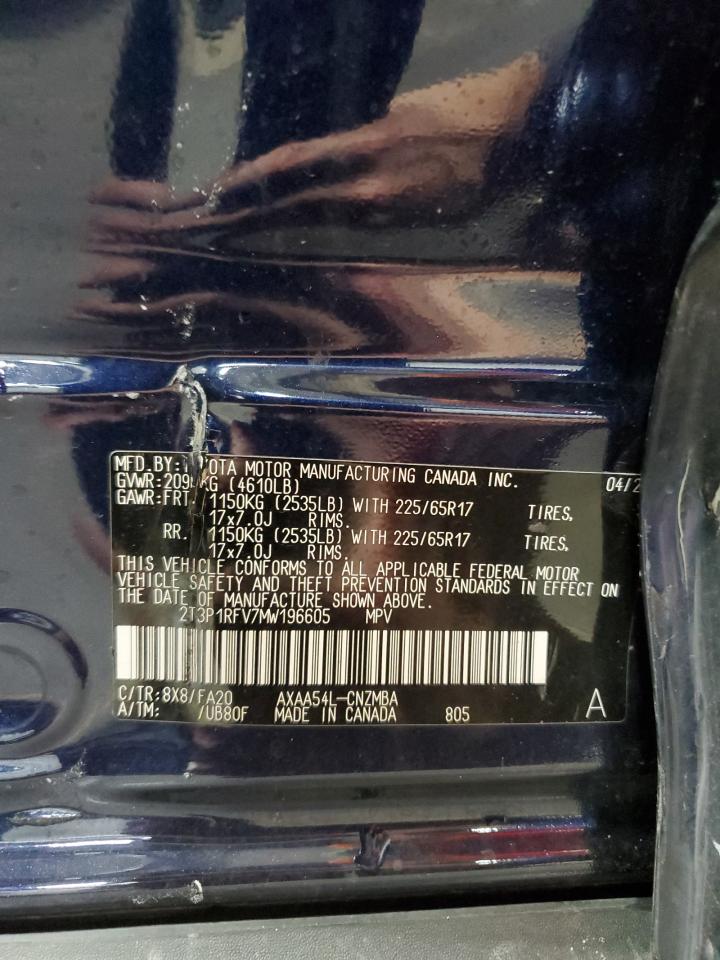 MFD.BY: OTA MOTOR MANUFACTURING CANADA INC. 04/2
GVWR:209 KG (4610LB)
GAWR:FRT. 1150KG (2535LB) WITH 225/65R17 TIRES,
17x7.0J RIMS.
RR. 1150KG (2535LB) WITH 225/65R17 TIRES,
17x7.0J RIMS.
THIS VEHICLE CONFORMS TO ALL APPLICABLE FEDERAL MOTOR
VEHICLE SAFETY AND THEFT PREVENTION STANDARDS IN EFFECT ON
THE DATE OF MANUFACTURE SHOWN ABOVE.
2T3P1RFV7MW196605 MPV
C/TR:8X8/FA20 AXAA54L-CNZMBA
A/TM: /UB80F MADE IN CANADA 805 A